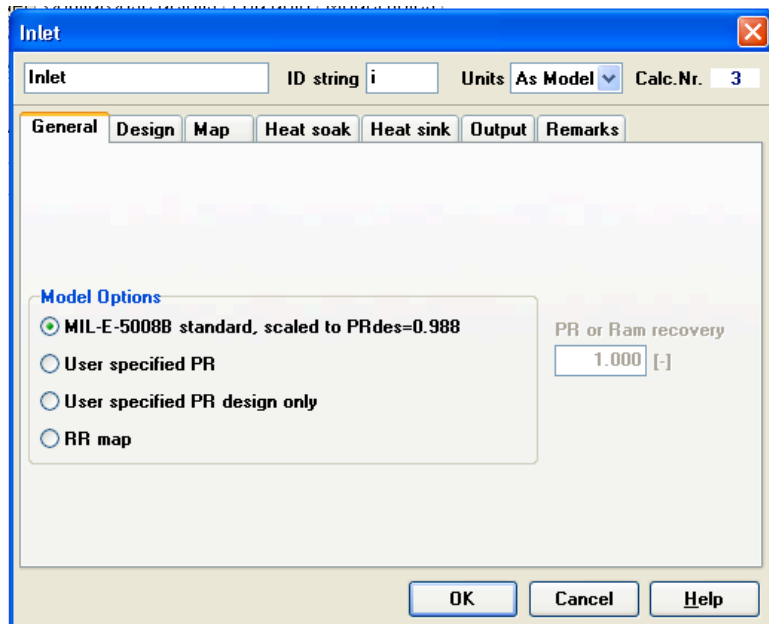 Inlet
Inlet ID string i Units As Model Calc.Nr. 3
General Design Map Heat soak Heat sink Output Remarks
Model Options
MIL-E-5008B standard, scaled to PRdes=0.988
PR or Ram recovery
1.000 [-]
User specified PR
User specified PR design only
RR map
OK Cancel Help